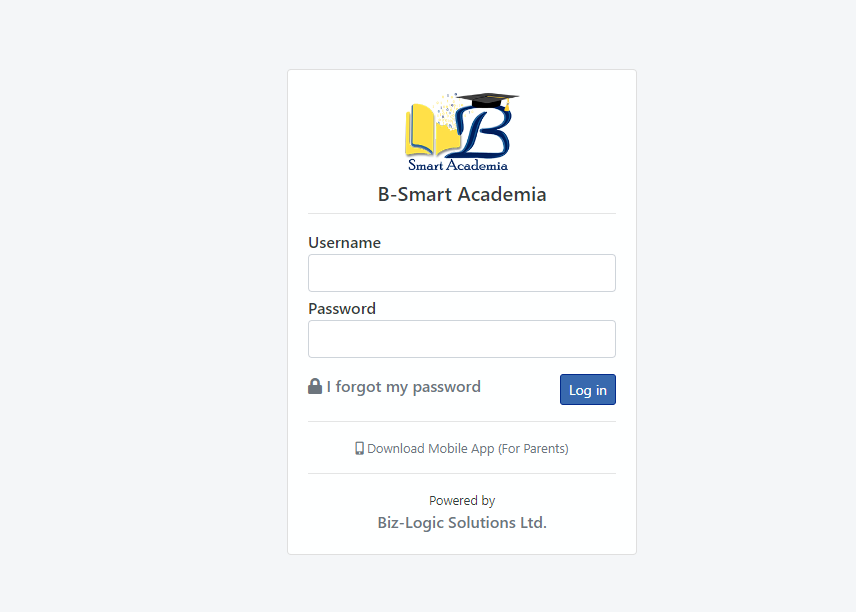 B
Smart Academia
B-Smart Academia
Username
Password
I forgot my password
Log in
Download Mobile App (For Parents)
Powered by
Biz-Logic Solutions Ltd.